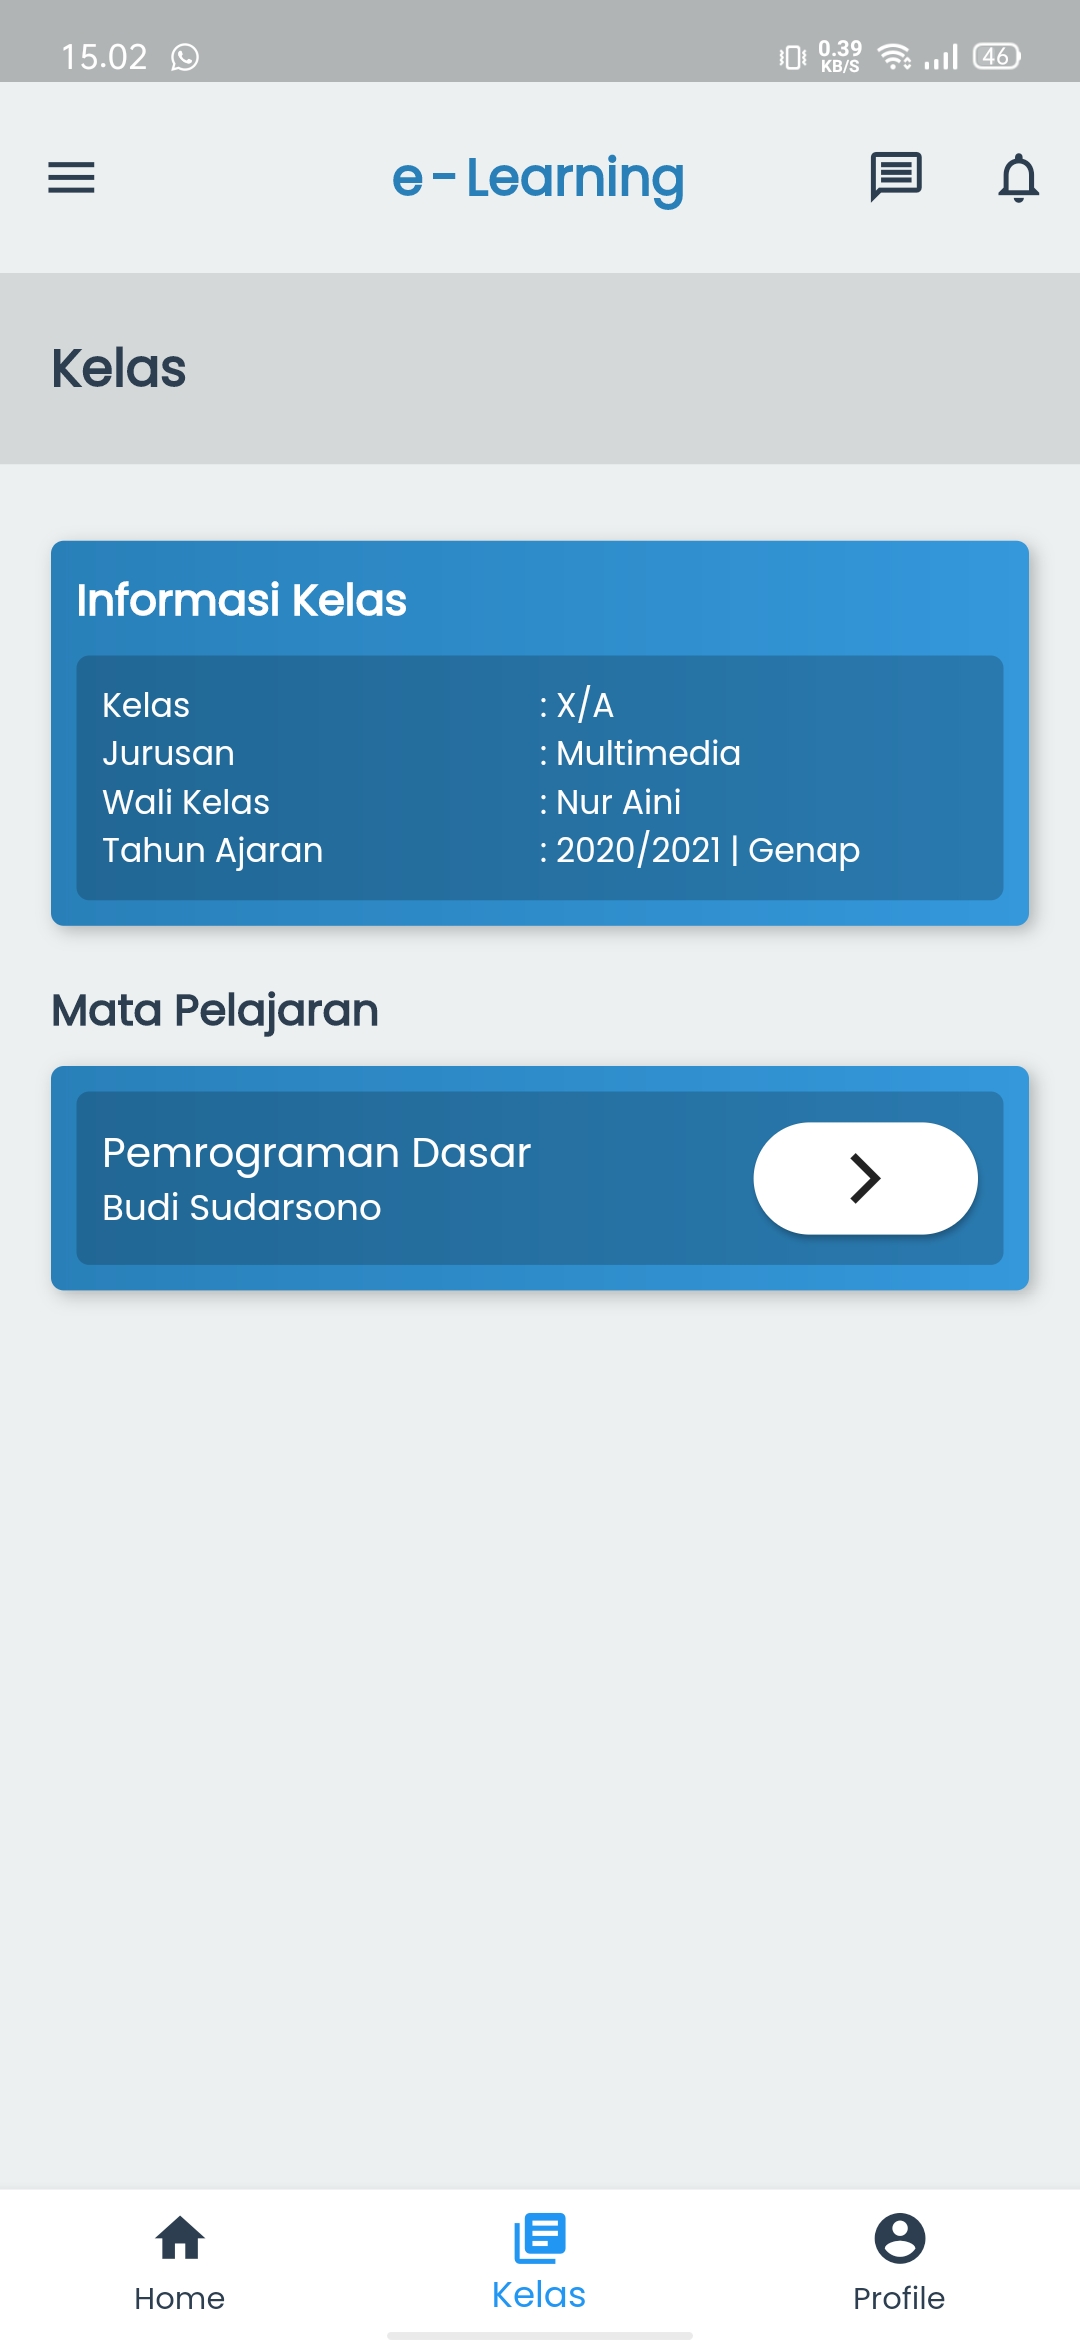 15.02 0.39 KB/S 46
e - Learning
Kelas
Informasi Kelas
Kelas : X/A
Jurusan : Multimedia
Wali Kelas : Nur Aini
Tahun Ajaran : 2020/2021 | Genap
Mata Pelajaran
Pemrograman Dasar
Budi Sudarsono
Home Kelas Profile